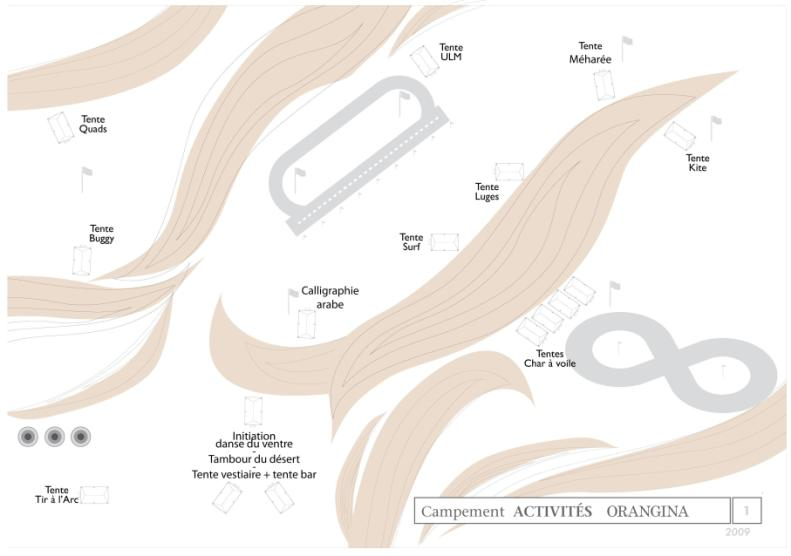 Tente
ULM
Tente
Méharée
Tente
Quads
Tente
Kite
Tente
Luges
Tente
Buggy
Tente
Surf
Calligraphie
arabe
Tentes
Char à voile
Initiation
danse du ventre
-
Tambour du désert
-
Tente vestiaire + tente bar
Tente
Tir à l'Arc
Campement ACTIVITÉS ORANGINA
1
2009